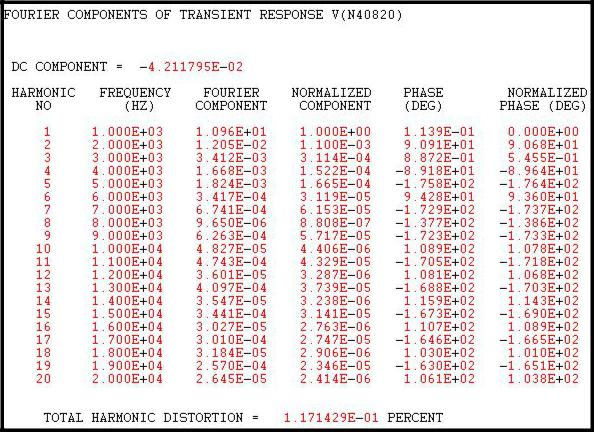 FOURIER COMPONENTS OF TRANSIENT RESPONSE V(N40820)
DC COMPONENT = -4.211795E-02
HARMONIC FREQUENCY FOURIER NORMALIZED PHASE NORMALIZED
NO (HZ) COMPONENT COMPONENT (DEG) PHASE (DEG)
1 1.000E+03 1.096E+01 1.000E+00 1.139E-01 0.000E+00
2 2.000E+03 1.205E-02 1.100E-03 9.091E+01 9.068E+01
3 3.000E+03 3.412E-03 3.114E-04 8.872E-01 5.455E-01
4 4.000E+03 1.668E-03 1.522E-04 -8.918E+01 -8.964E+01
5 5.000E+03 1.824E-03 1.665E-04 -1.758E+02 -1.764E+02
6 6.000E+03 3.417E-04 3.119E-05 9.428E+01 9.360E+01
7 7.000E+03 6.741E-04 6.153E-05 -1.729E+02 -1.737E+02
8 8.000E+03 9.650E-06 8.808E-07 -1.377E+02 -1.386E+02
9 9.000E+03 6.263E-04 5.717E-05 -1.723E+02 -1.733E+02
10 1.000E+04 4.827E-05 4.406E-06 1.089E+02 1.078E+02
11 1.100E+04 4.743E-04 4.329E-05 -1.705E+02 -1.718E+02
12 1.200E+04 3.601E-05 3.287E-06 1.081E+02 1.068E+02
13 1.300E+04 4.097E-04 3.739E-05 -1.688E+02 -1.703E+02
14 1.400E+04 3.547E-05 3.238E-06 1.159E+02 1.143E+02
15 1.500E+04 3.441E-04 3.141E-05 -1.673E+02 -1.690E+02
16 1.600E+04 3.027E-05 2.763E-06 1.107E+02 1.089E+02
17 1.700E+04 3.010E-04 2.747E-05 -1.646E+02 -1.665E+02
18 1.800E+04 3.184E-05 2.906E-06 1.030E+02 1.010E+02
19 1.900E+04 2.570E-04 2.346E-05 -1.630E+02 -1.651E+02
20 2.000E+04 2.645E-05 2.414E-06 1.061E+02 1.038E+02
TOTAL HARMONIC DISTORTION = 1.171429E-01 PERCENT